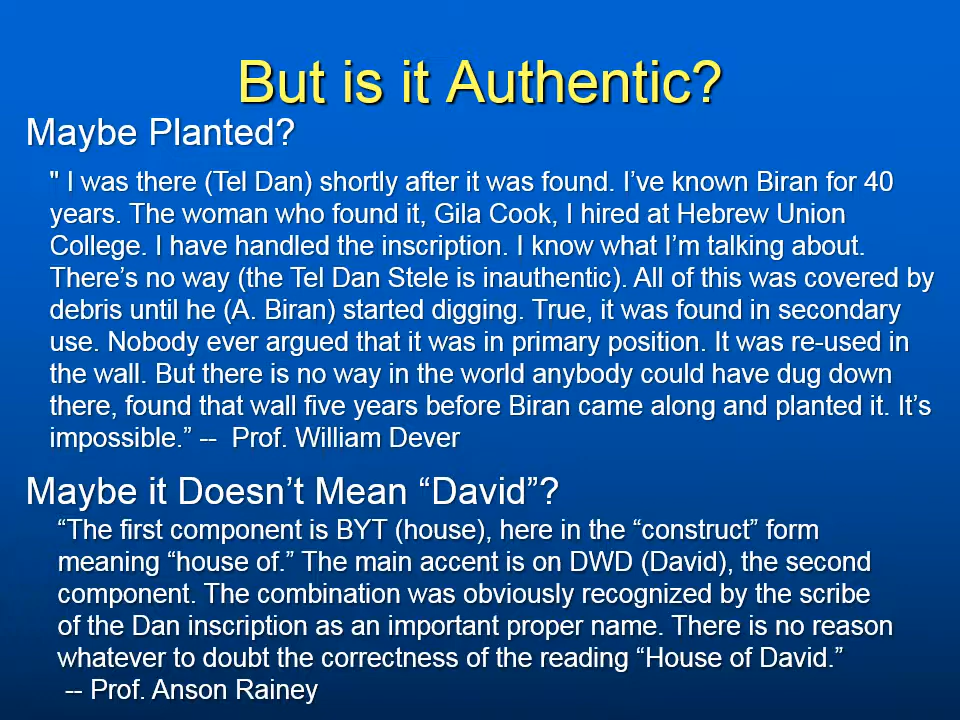 But is it Authentic?
Maybe Planted?
" I was there (Tel Dan) shortly after it was found. I’ve known Biran for 40
years. The woman who found it, Gila Cook, I hired at Hebrew Union
College. I have handled the inscription. I know what I’m talking about.
There’s no way (the Tel Dan Stele is inauthentic). All of this was covered by
debris until he (A. Biran) started digging. True, it was found in secondary
use. Nobody ever argued that it was in primary position. It was re-used in
the wall. But there is no way in the world anybody could have dug down
there, found that wall five years before Biran came along and planted it. It’s
impossible.” -- Prof. William Dever
Maybe it Doesn’t Mean “David”?
“The first component is BYT (house), here in the “construct” form
meaning “house of.” The main accent is on DWD (David), the second
component. The combination was obviously recognized by the scribe
of the Dan inscription as an important proper name. There is no reason
whatever to doubt the correctness of the reading “House of David.”
-- Prof. Anson Rainey